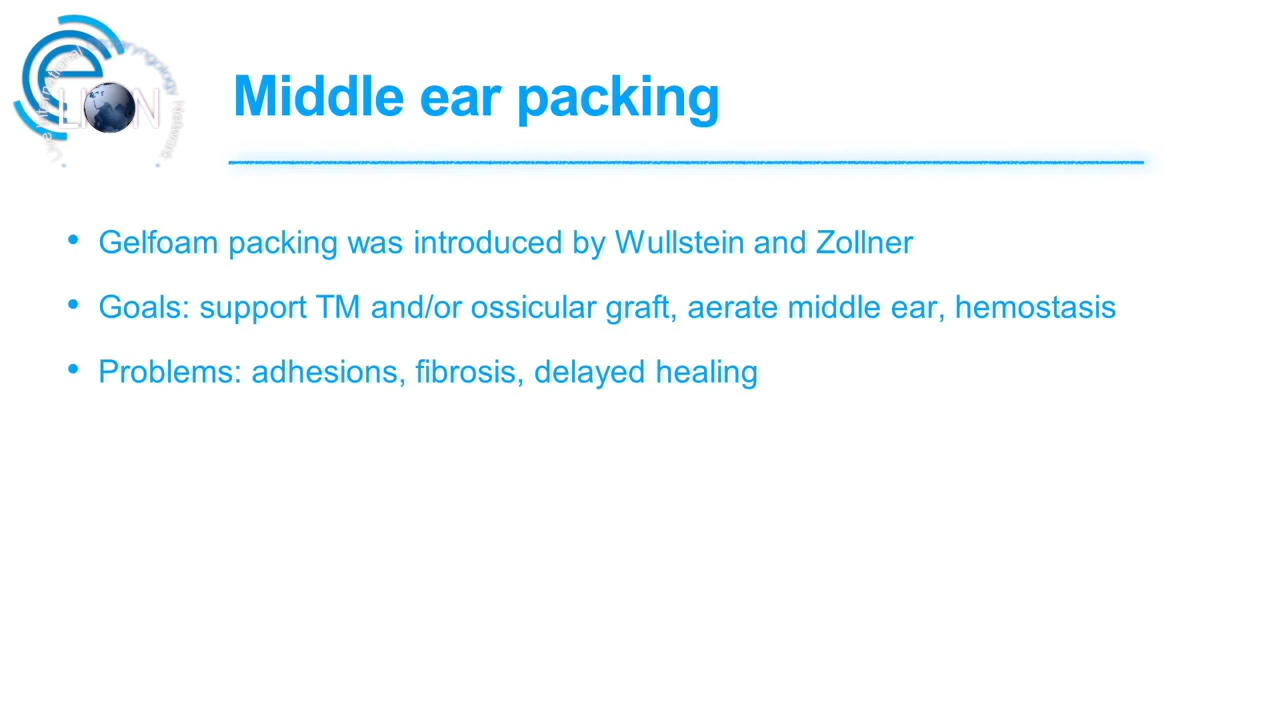 LION
Middle ear packing
• Gelfoam packing was introduced by Wullstein and Zollner
• Goals: support TM and/or ossicular graft, aerate middle ear, hemostasis
• Problems: adhesions, fibrosis, delayed healing